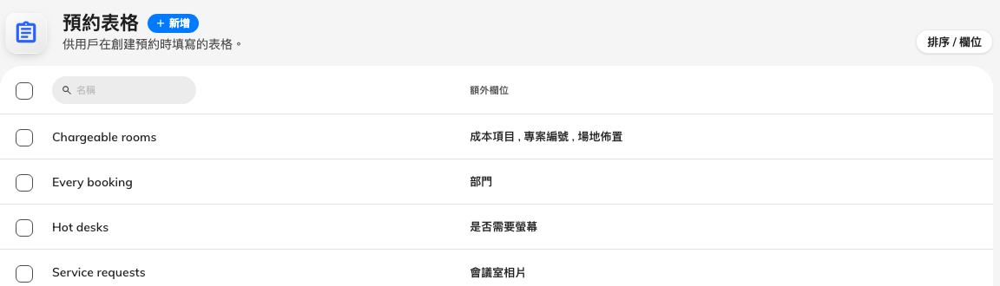 預約表格
+ 新增
供用戶在創建預約時填寫的表格。
排序 / 欄位
名稱
額外欄位
Chargeable rooms
成本項目 , 專案編號 , 場地佈置
Every booking
部門
Hot desks
是否需要螢幕
Service requests
會議室相片